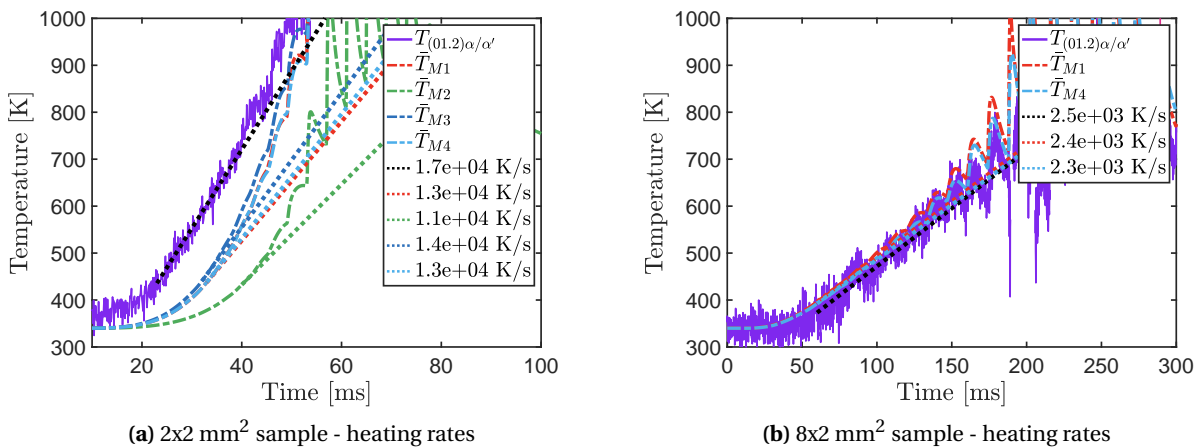 1000
900
800
700
600
500
400
300
Temperature [K]
20 40 60 80 100
Time [ms]
T(01.2)α/α′
T̄M1
T̄M2
T̄M3
T̄M4
1.7e+04 K/s
1.3e+04 K/s
1.1e+04 K/s
1.4e+04 K/s
1.3e+04 K/s
(a) 2x2 mm² sample - heating rates
1000
900
800
700
600
500
400
300
Temperature [K]
0 50 100 150 200 250 300
Time [ms]
T(01.2)α/α′
T̄M1
T̄M4
2.5e+03 K/s
2.4e+03 K/s
2.3e+03 K/s
(b) 8x2 mm² sample - heating rates